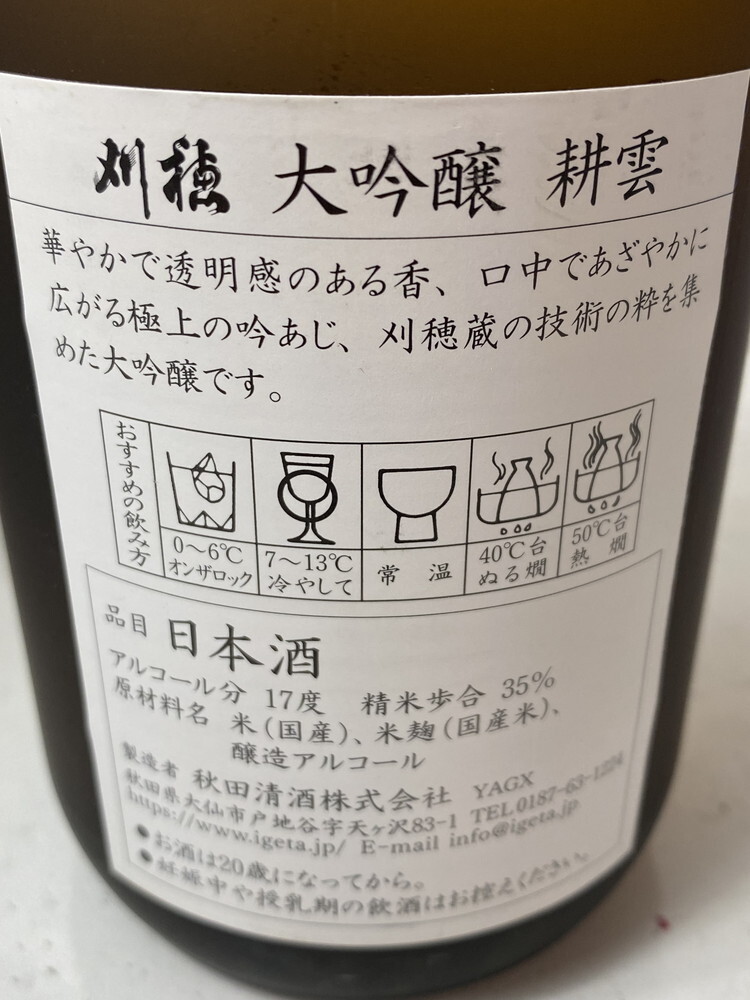 刈穂 大吟醸 耕雲
華やかで透明感のある香、口中であざやかに
広がる極上の吟あじ、刈穂蔵の技術の粋を集
めた大吟醸です。
おすすめの飲み方
0～6℃
オンザロック
7～13℃
冷やして
常 温
40℃台
ぬる燗
50℃台
熱 燗
品目 日本酒
アルコール分 17度 精米歩合 35%
原材料名 米(国産)、米麹(国産米)、
醸造アルコール
製造者 秋田清酒株式会社 YAGX
秋田県大仙市戸地谷字天ヶ沢83-1 TEL0187-63-1224
https://www.igeta.jp/ E-mail info@igeta.jp
●お酒は20歳になってから。
●妊娠中や授乳期の飲酒はお控えください。